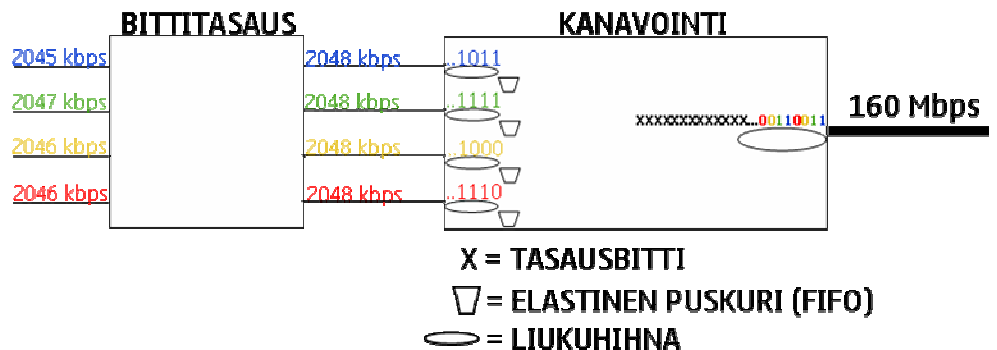 BITTITASAUS KANAVOINTI
2045 kbps 2048 kbps ..1011
2047 kbps 2048 kbps ..1111
XXXXXXXXXXXXXX...00110011 160 Mbps
2046 kbps 2048 kbps ..1000
2046 kbps 2048 kbps ..1110
X = TASAUSBITTI
= ELASTINEN PUSKURI (FIFO)
= LIUKUHIHNA